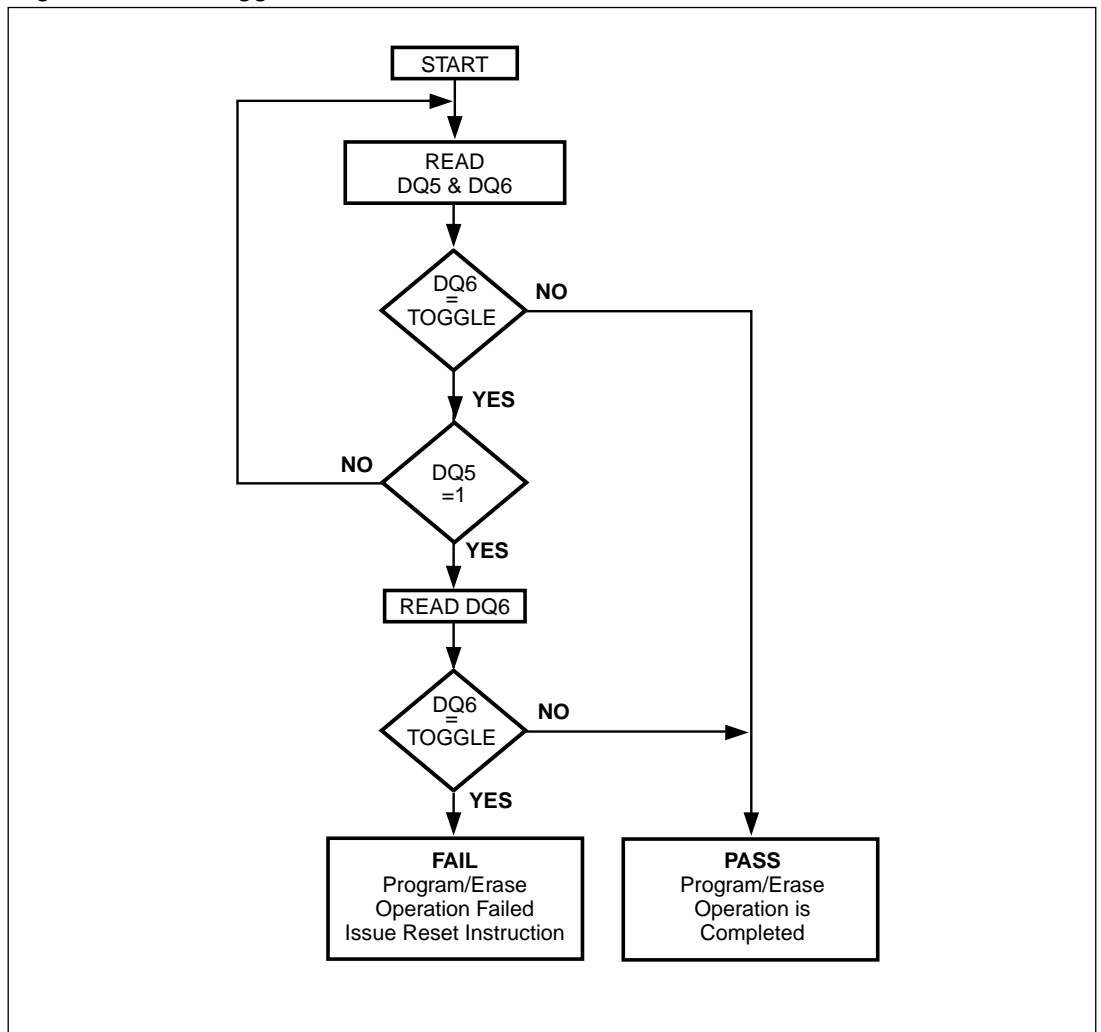 START
READ
DQ5 & DQ6
DQ6
=
TOGGLE
NO
YES
DQ5
=1
NO
YES
READ DQ6
DQ6
=
TOGGLE
NO
YES
FAIL
Program/Erase
Operation Failed
Issue Reset Instruction
PASS
Program/Erase
Operation is
Completed